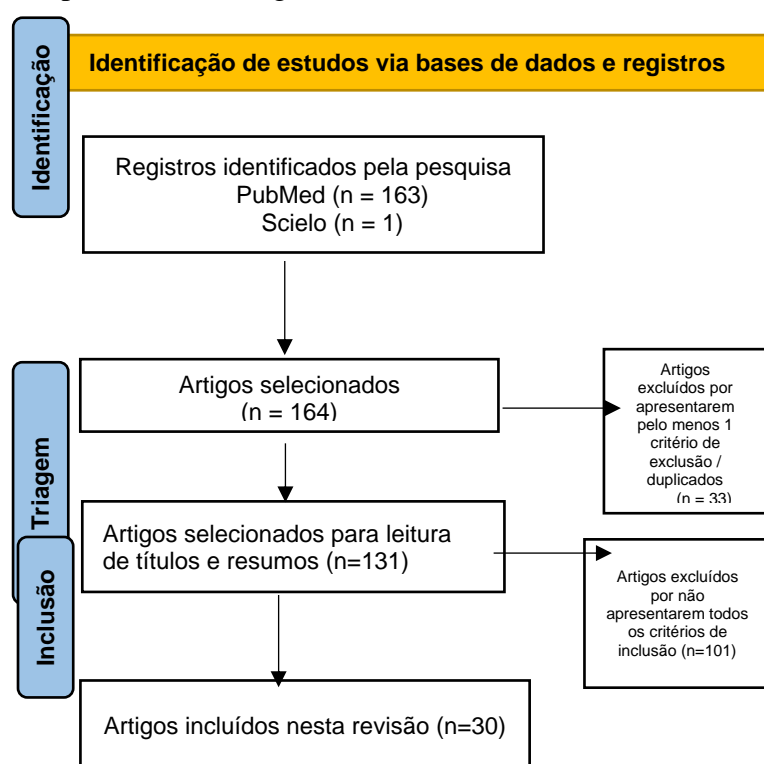 Identificação
Identificação de estudos via bases de dados e registros
Registros identificados pela pesquisa
PubMed (n = 163)
Scielo (n = 1)
Triagem
Artigos selecionados
(n = 164)
Artigos
excluídos por
apresentarem
pelo menos 1
critério de
exclusão /
duplicados
(n = 33)
Artigos selecionados para leitura
de títulos e resumos (n=131)
Artigos excluídos
por não
apresentarem todos
os critérios de
inclusão (n=101)
Inclusão
Artigos incluídos nesta revisão (n=30)